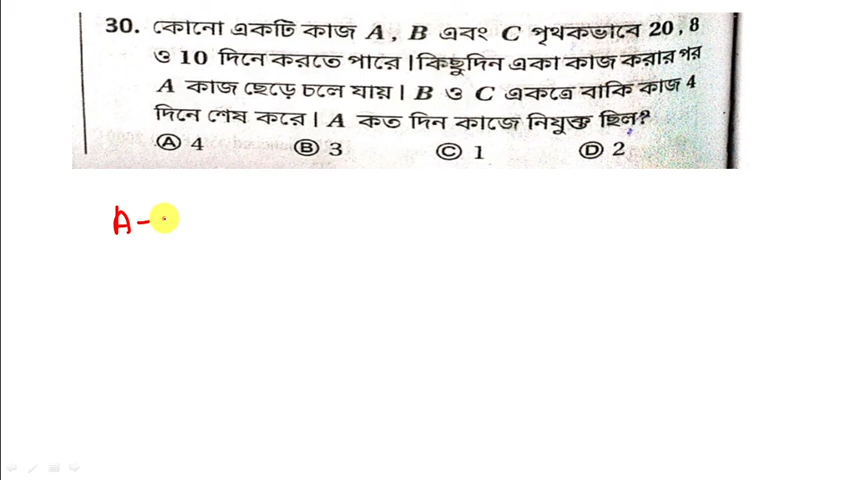 30. কোনো একটি কাজ A, B এবং C পৃথকভাবে 20, 8
ও 10 দিনে করতে পারে। কিছুদিন একা কাজ করার পর
A কাজ ছেড়ে চলে যায়। B ও C একত্রে বাকি কাজ 4
দিনে শেষ করে। A কত দিন কাজে নিযুক্ত ছিল?
Ⓐ 4 Ⓑ 3 Ⓒ 1 Ⓓ 2
A -